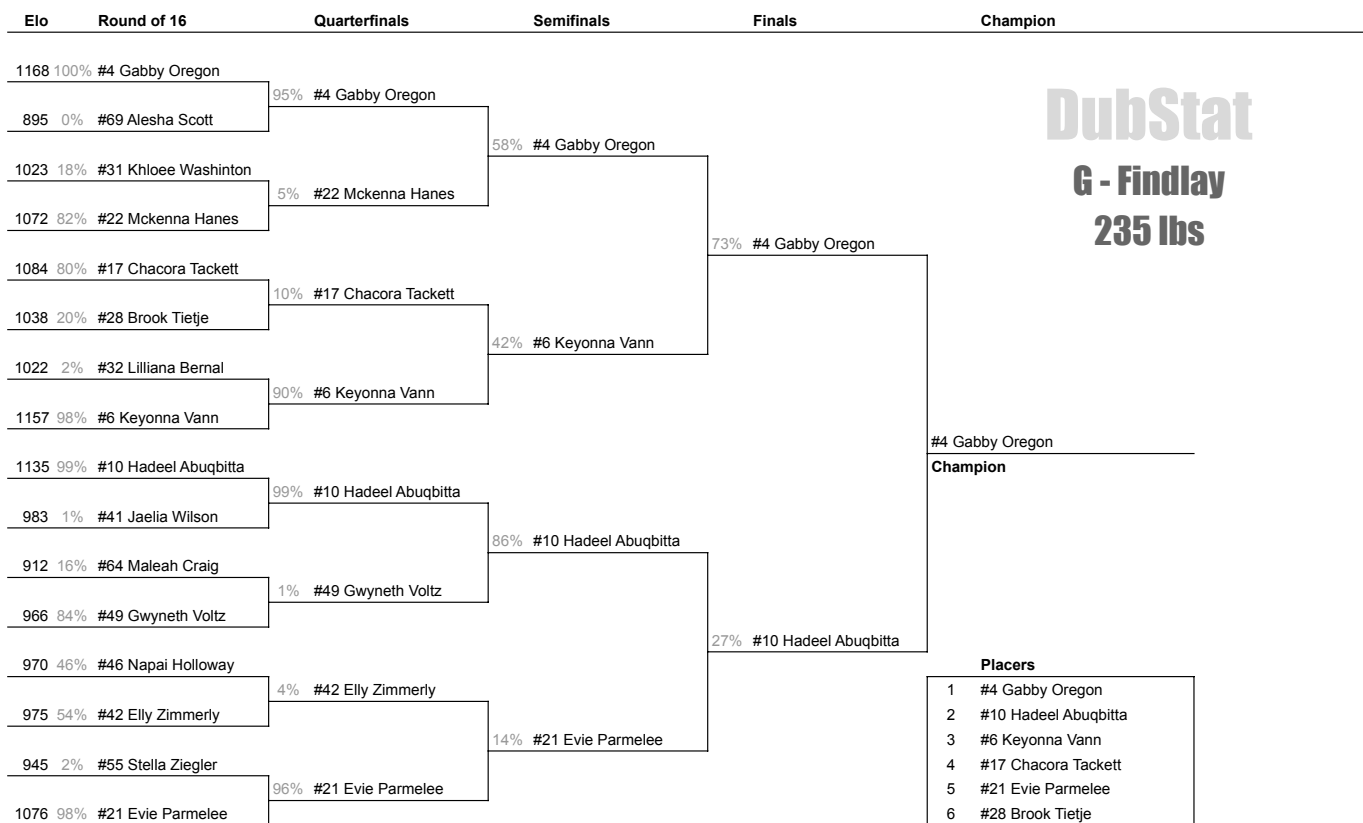 Elo Round of 16 Quarterfinals Semifinals Finals Champion
1168 100% #4 Gabby Oregon
95% #4 Gabby Oregon
895 0% #69 Alesha Scott
58% #4 Gabby Oregon
1023 18% #31 Khloee Washinton
5% #22 Mckenna Hanes
1072 82% #22 Mckenna Hanes
73% #4 Gabby Oregon
1084 80% #17 Chacora Tackett
10% #17 Chacora Tackett
1038 20% #28 Brook Tietje
42% #6 Keyonna Vann
1022 2% #32 Lilliana Bernal
90% #6 Keyonna Vann
1157 98% #6 Keyonna Vann
#4 Gabby Oregon
Champion
1135 99% #10 Hadeel Abuqbitta
99% #10 Hadeel Abuqbitta
983 1% #41 Jaelia Wilson
86% #10 Hadeel Abuqbitta
912 16% #64 Maleah Craig
1% #49 Gwyneth Voltz
966 84% #49 Gwyneth Voltz
27% #10 Hadeel Abuqbitta
970 46% #46 Napai Holloway
4% #42 Elly Zimmerly
975 54% #42 Elly Zimmerly
14% #21 Evie Parmelee
945 2% #55 Stella Ziegler
96% #21 Evie Parmelee
1076 98% #21 Evie Parmelee
DubStat
G - Findlay
235 lbs
Placers
1 #4 Gabby Oregon
2 #10 Hadeel Abuqbitta
3 #6 Keyonna Vann
4 #17 Chacora Tackett
5 #21 Evie Parmelee
6 #28 Brook Tietje